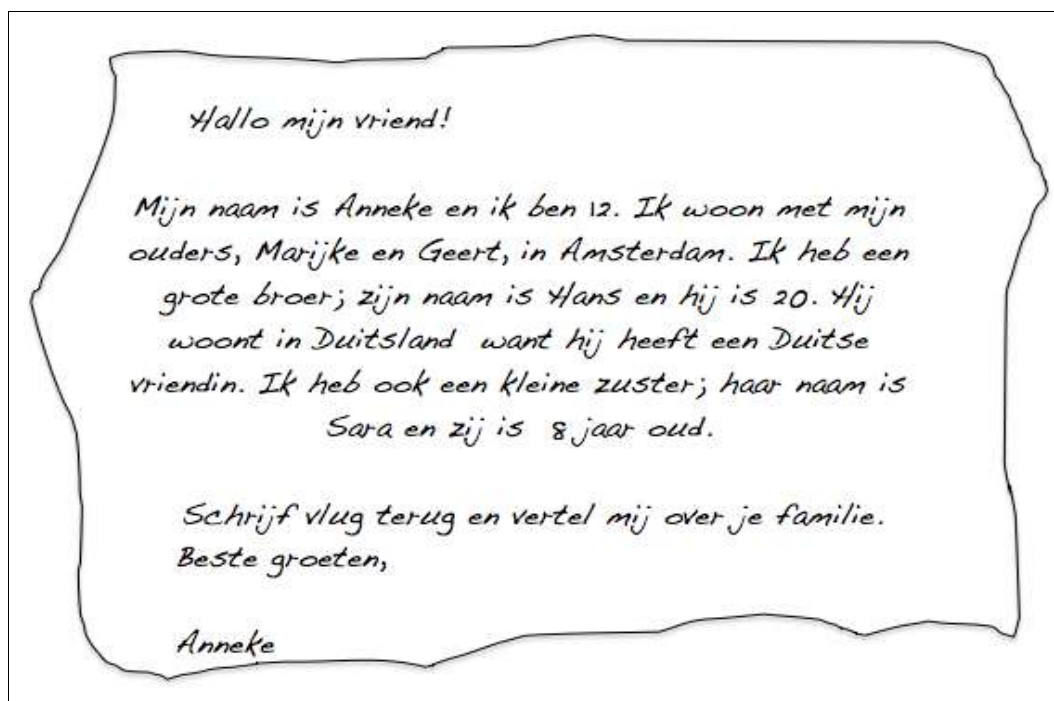 Hallo mijn vriend!
Mijn naam is Anneke en ik ben 12. Ik woon met mijn
ouders, Marijke en Geert, in Amsterdam. Ik heb een
grote broer; zijn naam is Hans en hij is 20. Hij
woont in Duitsland want hij heeft een Duitse
vriendin. Ik heb ook een kleine zuster; haar naam is
Sara en zij is 8 jaar oud.
Schrijf vlug terug en vertel mij over je familie.
Beste groeten,
Anneke